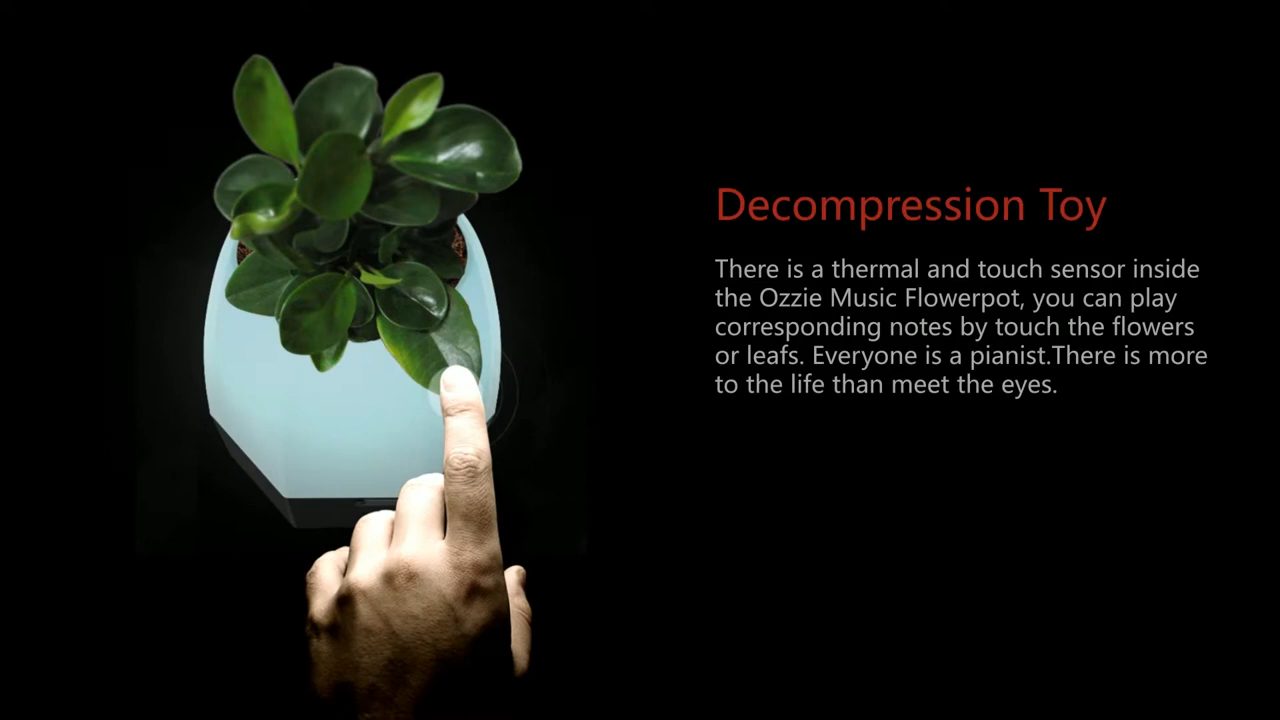 Decompression Toy
There is a thermal and touch sensor inside
the Ozzie Music Flowerpot, you can play
corresponding notes by touch the flowers
or leafs. Everyone is a pianist.There is more
to the life than meet the eyes.